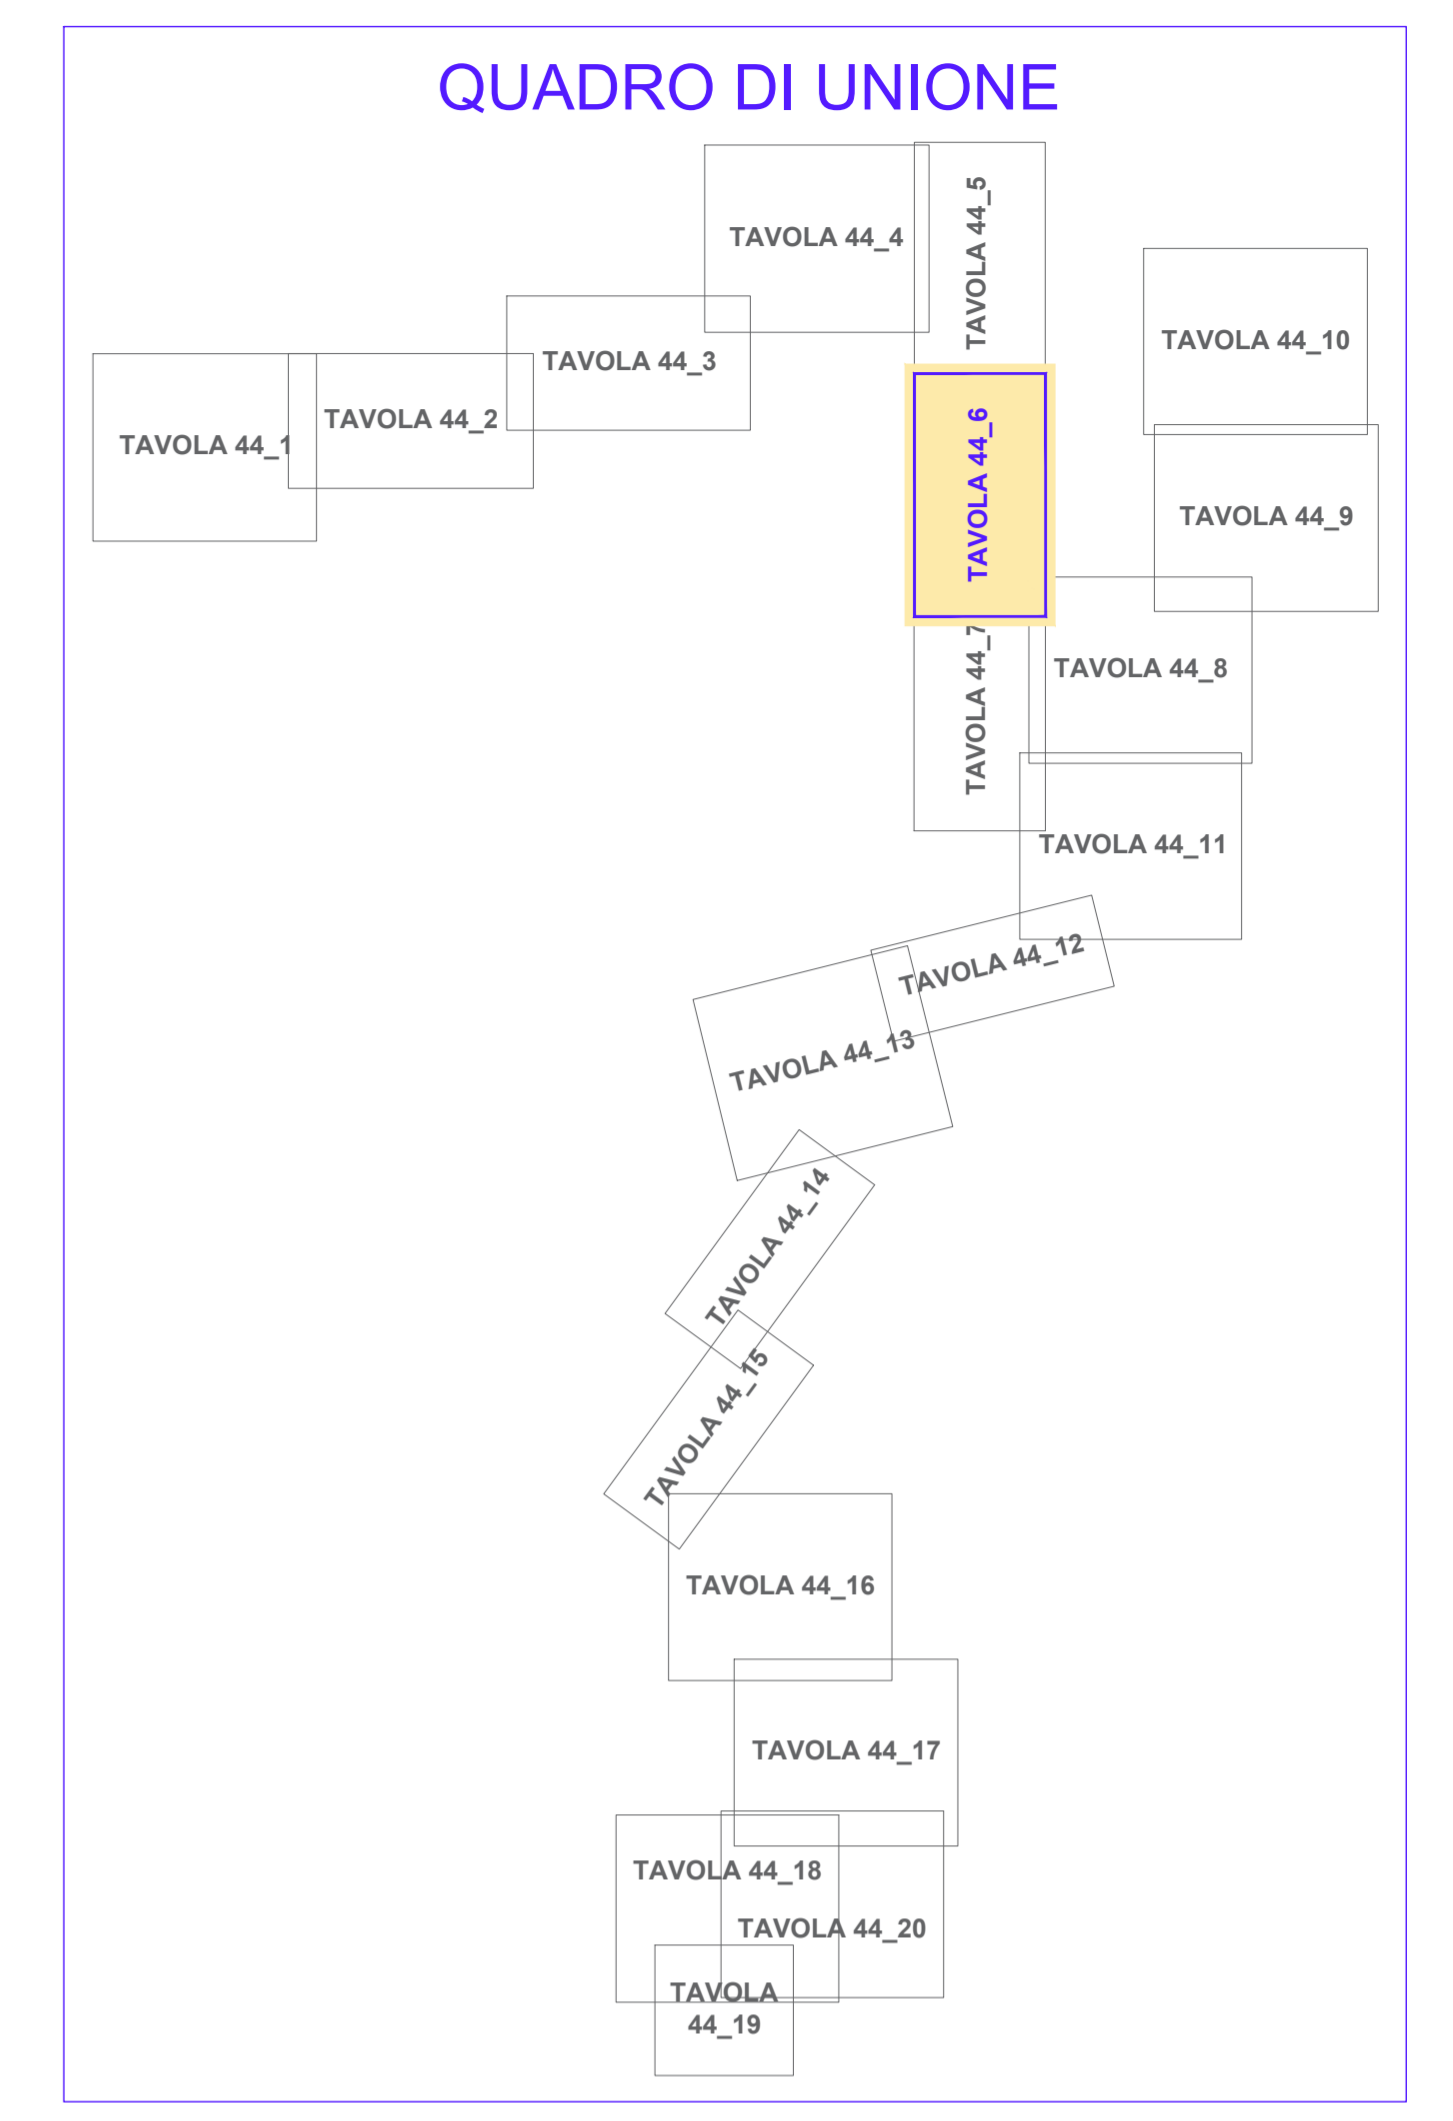 QUADRO DI UNIONE
TAVOLA 44_5
TAVOLA 44_4
TAVOLA 44_10
TAVOLA 44_3
TAVOLA 44_2
TAVOLA 44_1
TAVOLA 44_6
TAVOLA 44_9
TAVOLA 44_7
TAVOLA 44_8
TAVOLA 44_11
TAVOLA 44_12
TAVOLA 44_13
TAVOLA 44_14
TAVOLA 44_15
TAVOLA 44_16
TAVOLA 44_17
TAVOLA 44_18
TAVOLA 44_20
TAVOLA
44_19